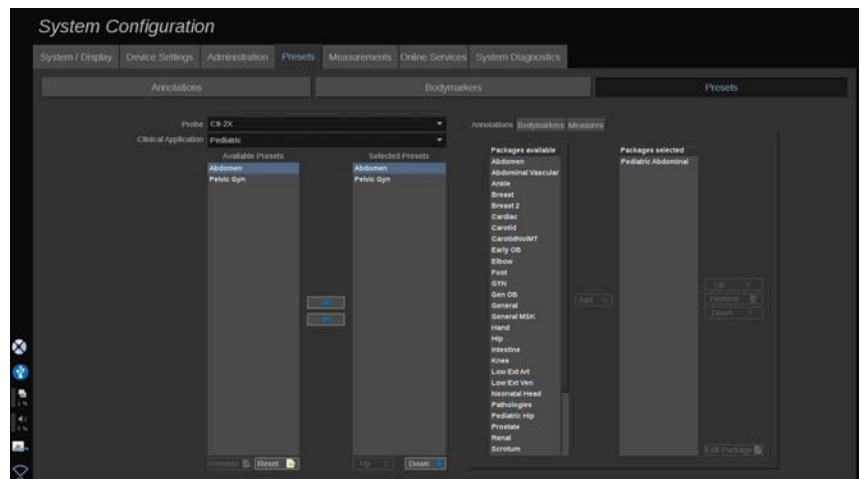 System Configuration
System / Display Device Settings Administration Presets Measurements Online Services System Diagnostics
Annotations Bodymarkers Presets
Probe C9-2X
Clinical Application Pediatric
Available Presets
Abdomen
Pelvic Gyn
Reset
Selected Presets
Abdomen
Pelvic Gyn
Up Down
Annotations Bodymarkers Measures
Packages available
Abdomen
Abdominal Vascular
Ankle
Breast
Breast 2
Cardiac
Carotid
CarotidNoIMT
Early OB
Elbow
Foot
GYN
Gen OB
General
General MSK
Hand
Hip
Intestine
Knee
Low Ext Art
Low Ext Ven
Neonatal Head
Pathologies
Pediatric Hip
Prostate
Renal
Scrotum
Add
Packages selected
Pediatric Abdominal
Up
Remove
Down
Edit Package